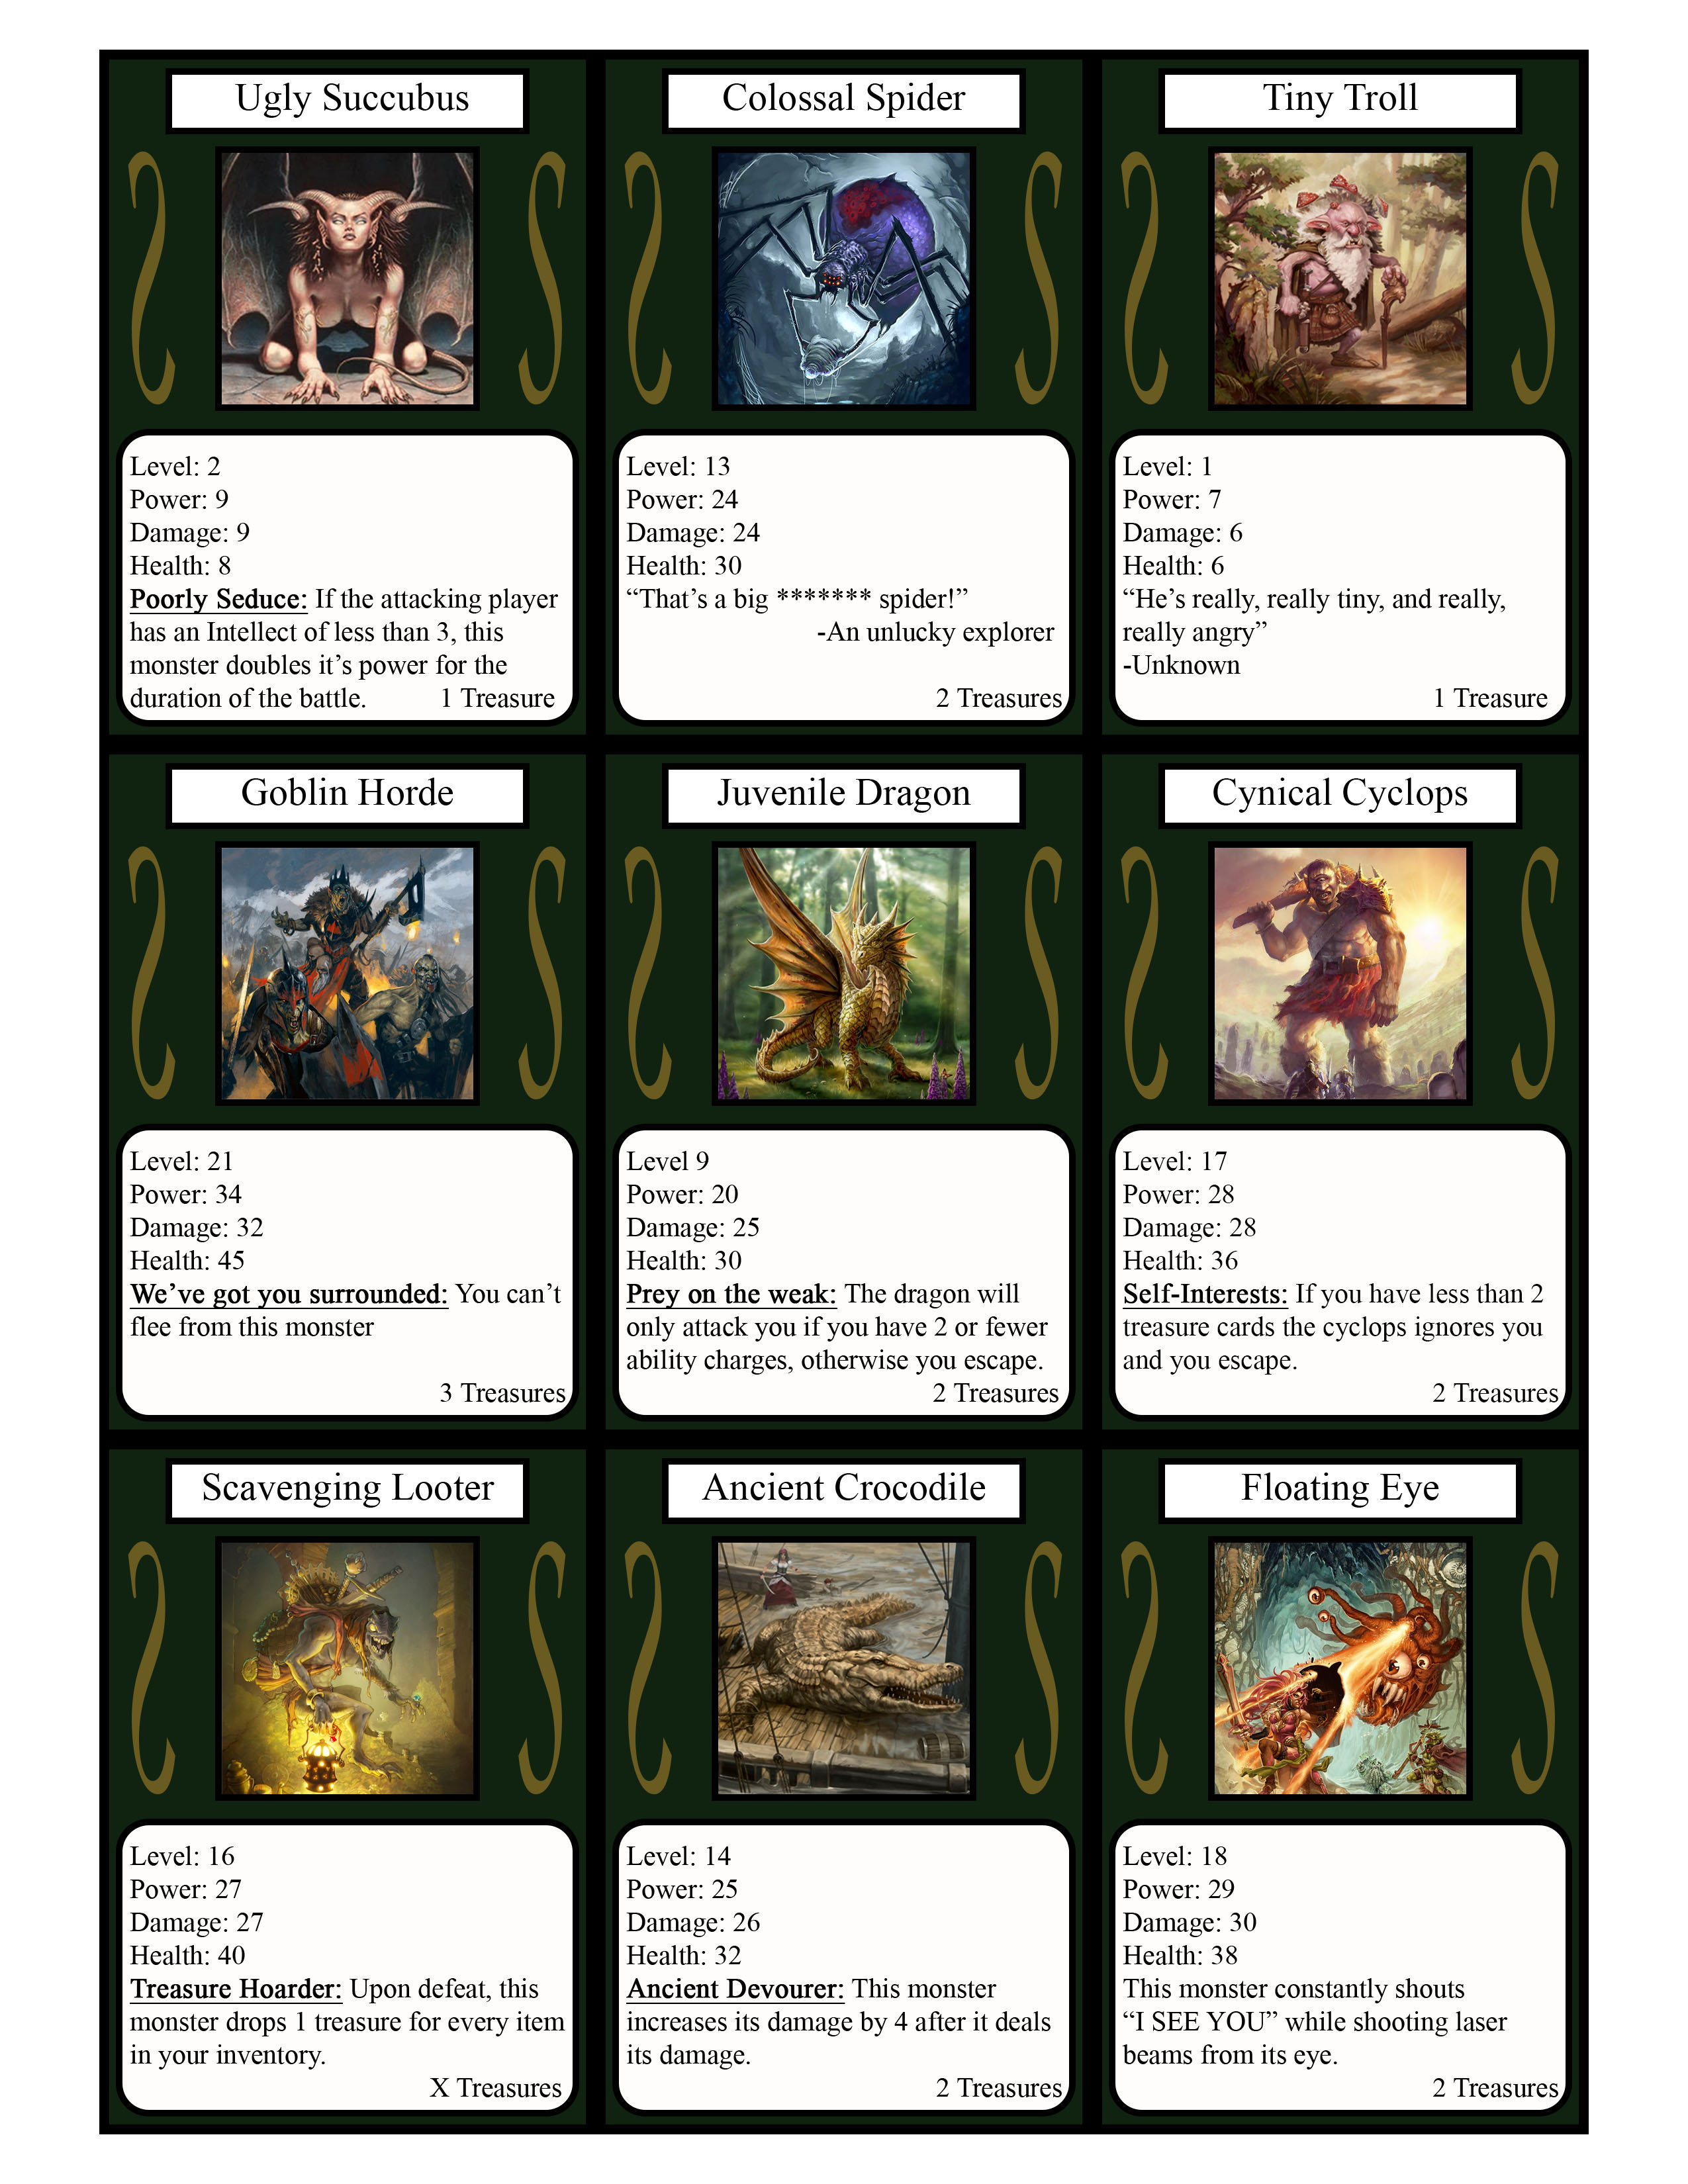 Ugly Succubus
Level: 2
Power: 9
Damage: 9
Health: 8
Poorly Seduce: If the attacking player
has an Intellect of less than 3, this
monster doubles it’s power for the
duration of the battle. 1 Treasure
Colossal Spider
Level: 13
Power: 24
Damage: 24
Health: 30
“That’s a big ******* spider!”
-An unlucky explorer
2 Treasures
Tiny Troll
Level: 1
Power: 7
Damage: 6
Health: 6
“He’s really, really tiny, and really,
really angry”
-Unknown
1 Treasure
Goblin Horde
Level: 21
Power: 34
Damage: 32
Health: 45
We’ve got you surrounded: You can’t
flee from this monster
3 Treasures
Juvenile Dragon
Level 9
Power: 20
Damage: 25
Health: 30
Prey on the weak: The dragon will
only attack you if you have 2 or fewer
ability charges, otherwise you escape.
2 Treasures
Cynical Cyclops
Level: 17
Power: 28
Damage: 28
Health: 36
Self-Interests: If you have less than 2
treasure cards the cyclops ignores you
and you escape.
2 Treasures
Scavenging Looter
Level: 16
Power: 27
Damage: 27
Health: 40
Treasure Hoarder: Upon defeat, this
monster drops 1 treasure for every item
in your inventory.
X Treasures
Ancient Crocodile
Level: 14
Power: 25
Damage: 26
Health: 32
Ancient Devourer: This monster
increases its damage by 4 after it deals
its damage.
2 Treasures
Floating Eye
Level: 18
Power: 29
Damage: 30
Health: 38
This monster constantly shouts
“I SEE YOU” while shooting laser
beams from its eye.
2 Treasures